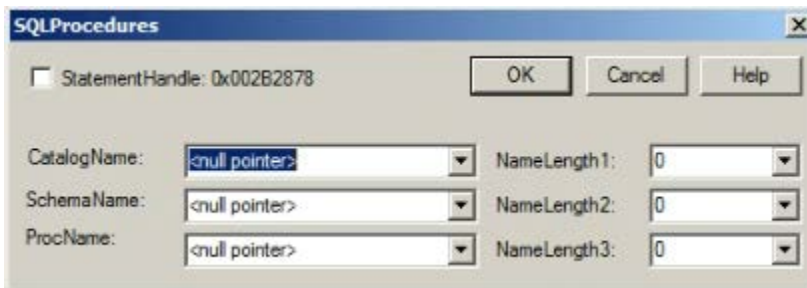 SQLProcedures
StatementHandle: 0x002B2878 OK Cancel Help
CatalogName: <null pointer> NameLength1: 0
SchemaName: <null pointer> NameLength2: 0
ProcName: <null pointer> NameLength3: 0